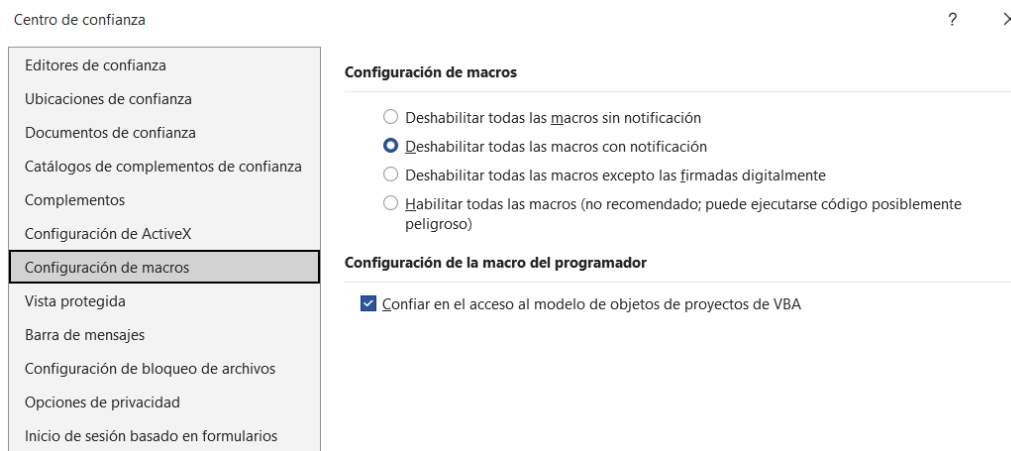 Centro de confianza
?
Editores de confianza
Ubicaciones de confianza
Documentos de confianza
Catálogos de complementos de confianza
Complementos
Configuración de ActiveX
Configuración de macros
Vista protegida
Barra de mensajes
Configuración de bloqueo de archivos
Opciones de privacidad
Inicio de sesión basado en formularios
Configuración de macros
Deshabilitar todas las macros sin notificación
Deshabilitar todas las macros con notificación
Deshabilitar todas las macros excepto las firmadas digitalmente
Habilitar todas las macros (no recomendado; puede ejecutarse código posiblemente
peligroso)
Configuración de la macro del programador
Confiar en el acceso al modelo de objetos de proyectos de VBA